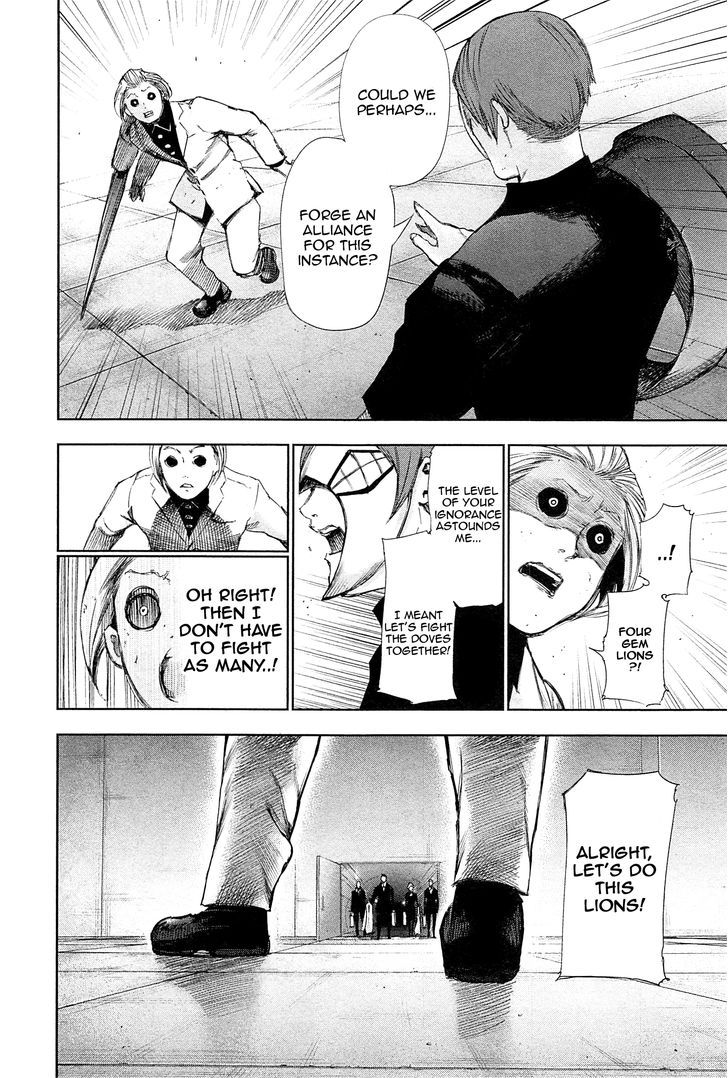 COULD WE
PERHAPS...
FORGE AN
ALLIANCE
FOR THIS
INSTANCE?
..!
FOUR
GEM
LIONS
?!
THE LEVEL
OF YOUR
IGNORANCE
ASTOUNDS
ME...
I MEANT
LET'S FIGHT
THE DOVES
TOGETHER!
OH RIGHT!
THEN I
DON'T HAVE
TO FIGHT
AS MANY..!
ALRIGHT,
LET'S DO
THIS
LIONS!